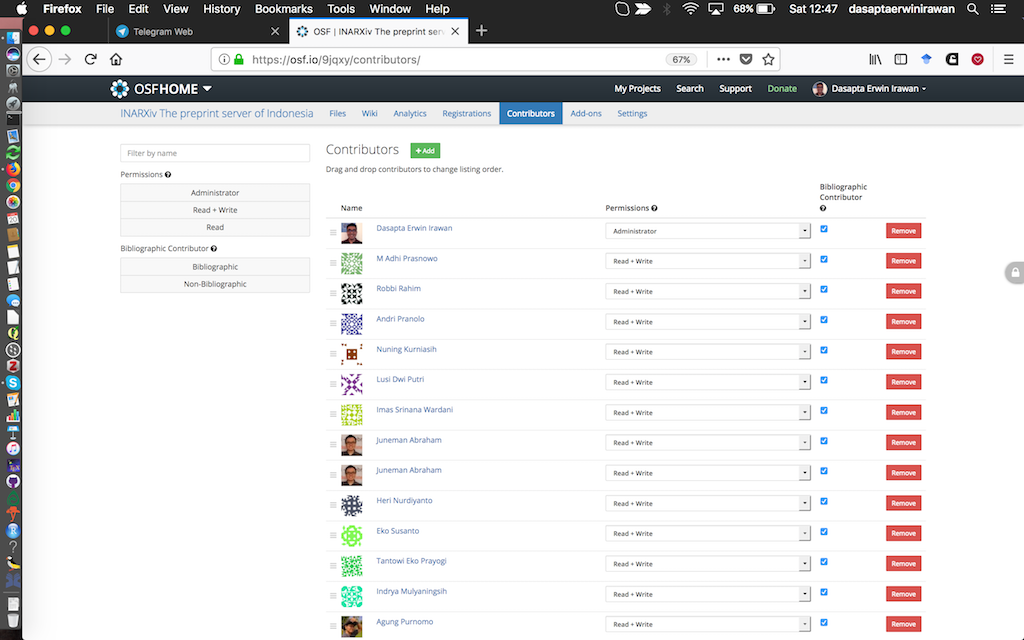 Firefox File Edit View History Bookmarks Tools Window Help 68% Sat 12:47 dasaptaerwinirawan
Telegram Web
OSF | INARXiv The preprint serv
https://osf.io/9jqxy/contributors/ 67%
OSFHOME My Projects Search Support Donate Dasapta Erwin Irawan
INARXiv The preprint server of Indonesia Files Wiki Analytics Registrations Contributors Add-ons Settings
Filter by name
Permissions
Administrator
Read + Write
Read
Bibliographic Contributor
Bibliographic
Non-Bibliographic
Contributors + Add
Drag and drop contributors to change listing order.
Name Permissions Bibliographic Contributor
Dasapta Erwin Irawan Administrator Remove
M Adhi Prasnowo Read + Write Remove
Robbi Rahim Read + Write Remove
Andri Pranolo Read + Write Remove
Nuning Kurniasih Read + Write Remove
Lusi Dwi Putri Read + Write Remove
Imas Srinana Wardani Read + Write Remove
Juneman Abraham Read + Write Remove
Juneman Abraham Read + Write Remove
Heri Nurdiyanto Read + Write Remove
Eko Susanto Read + Write Remove
Tantowi Eko Prayogi Read + Write Remove
Indrya Mulyaningsih Read + Write Remove
Agung Purnomo Read + Write Remove